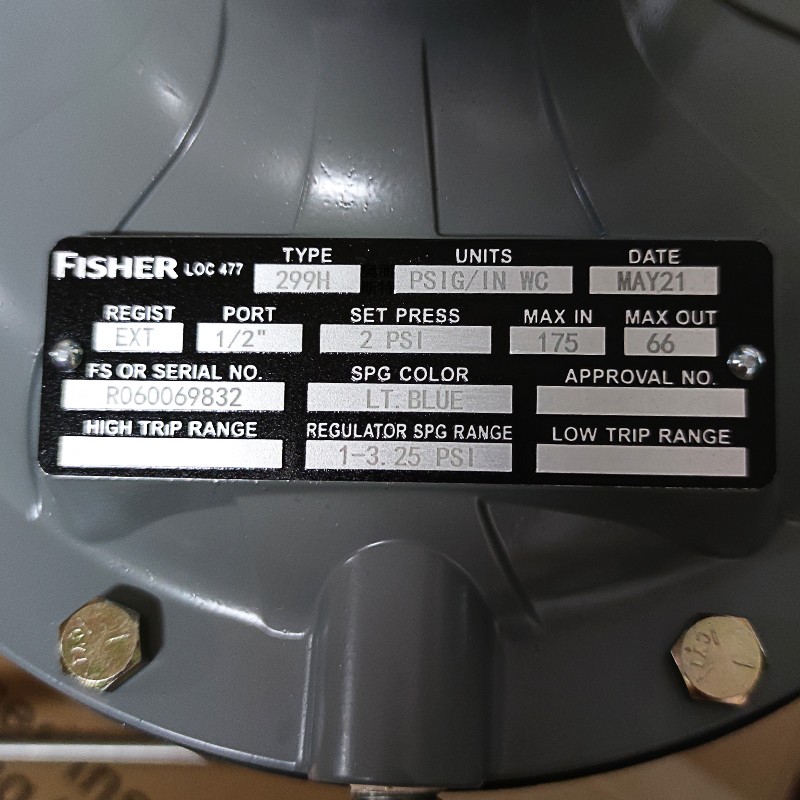 FISHER LOC 477
TYPE UNITS DATE
299H PSIG/IN WC MAY21
REGIST PORT SET PRESS MAX IN MAX OUT
EXT 1/2" 2 PSI 175 66
FS OR SERIAL NO. SPG COLOR APPROVAL NO.
R060069832 LT. BLUE
HIGH TRIP RANGE REGULATOR SPG RANGE LOW TRIP RANGE
1-3.25 PSI